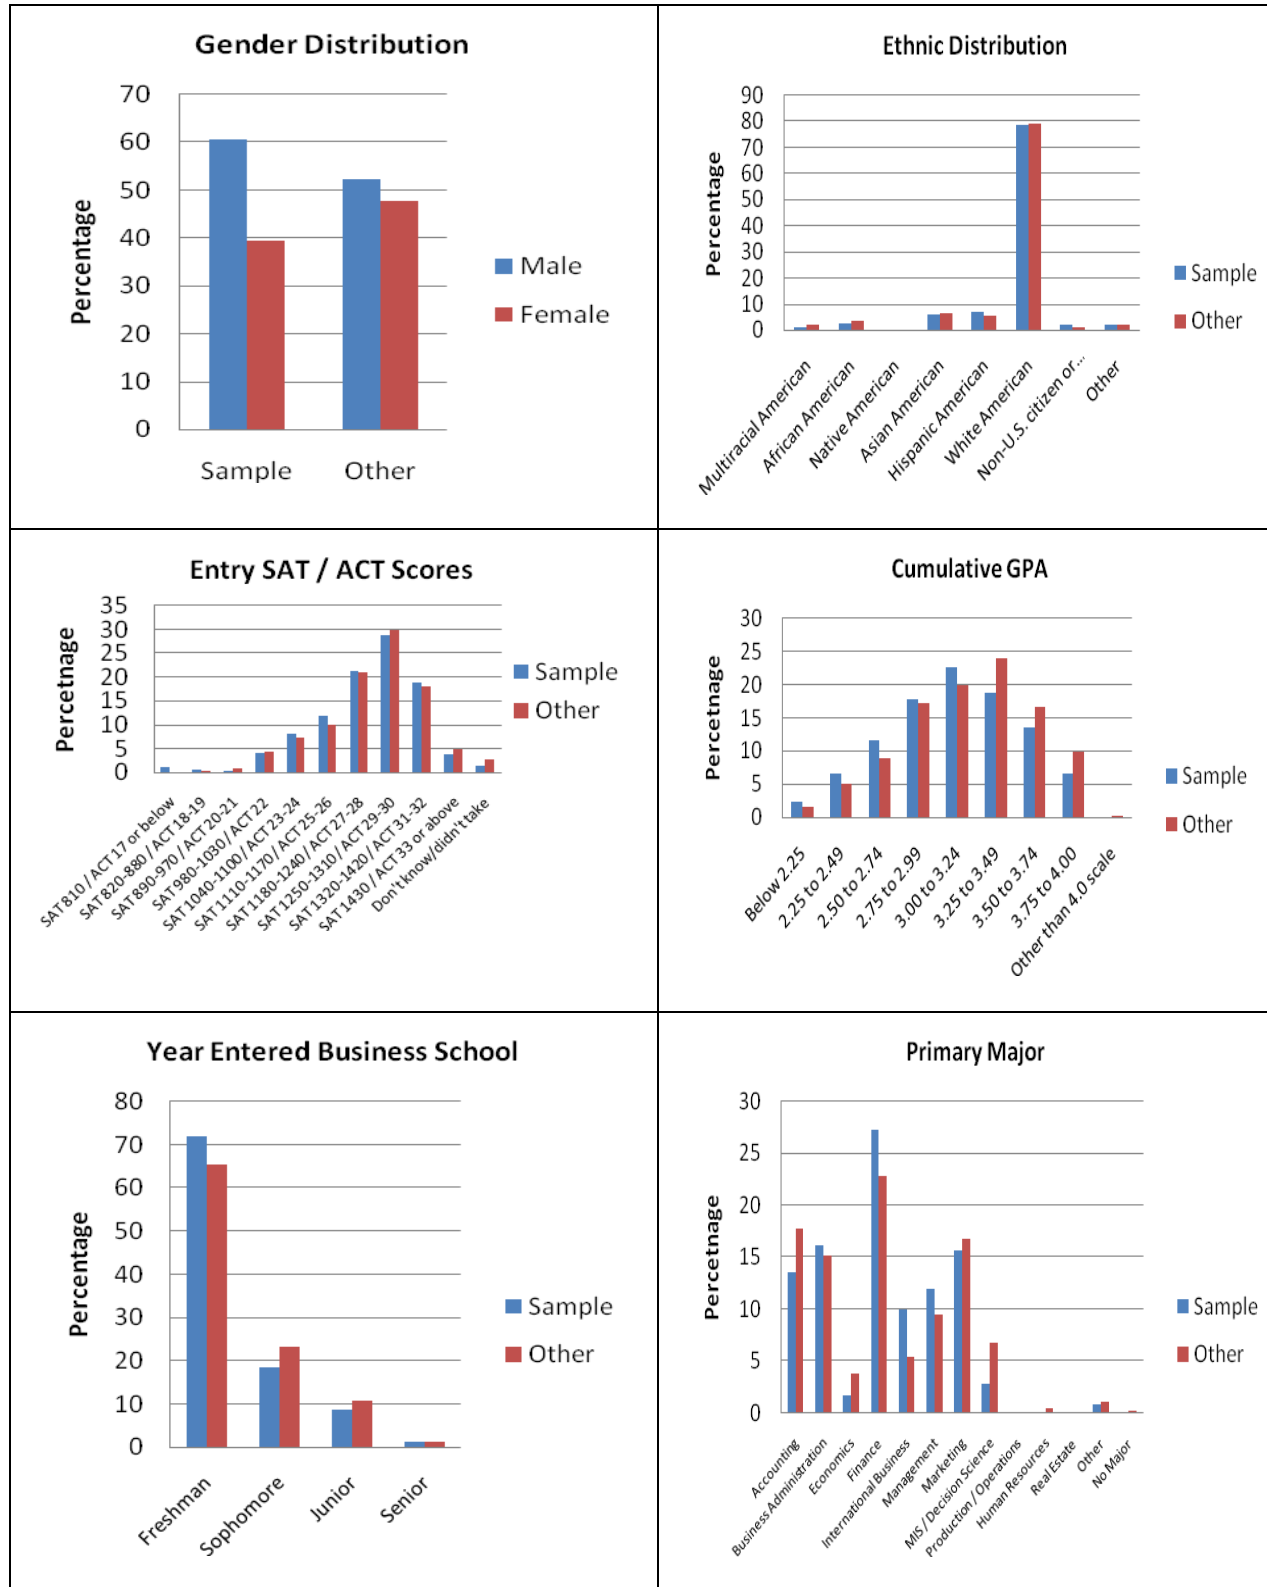 Gender Distribution
Percentage
70
60
50
40
30
20
10
0
Sample
Other
Male
Female
Ethnic Distribution
Percentage
90
80
70
60
50
40
30
20
10
0
Multiracial American
African American
Native American
Asian American
Hispanic American
White American
Non-U.S. citizen or...
Other
Sample
Other
Entry SAT / ACT Scores
Percetnage
35
30
25
20
15
10
5
0
SAT 810 / ACT 17 or below
SAT 820-880 / ACT 18-19
SAT 890-970 / ACT 20-21
SAT 980-1030 / ACT 22
SAT 1040-1100 / ACT 23-24
SAT 1110-1170 / ACT 25-26
SAT 1180-1240 / ACT 27-28
SAT 1250-1310 / ACT 29-30
SAT 1320-1420 / ACT 31-32
SAT 1430 / ACT 33 or above
Don't know/didn't take
Sample
Other
Cumulative GPA
Percetnage
30
25
20
15
10
5
0
Below 2.25
2.25 to 2.49
2.50 to 2.74
2.75 to 2.99
3.00 to 3.24
3.25 to 3.49
3.50 to 3.74
3.75 to 4.00
Other than 4.0 scale
Sample
Other
Year Entered Business School
Percentage
80
70
60
50
40
30
20
10
0
Freshman
Sophomore
Junior
Senior
Sample
Other
Primary Major
Percetnage
30
25
20
15
10
5
0
Accounting
Business Administration
Economics
Finance
International Business
Management
Marketing
MIS / Decision Science
Production / Operations
Human Resources
Real Estate
Other
No Major
Sample
Other